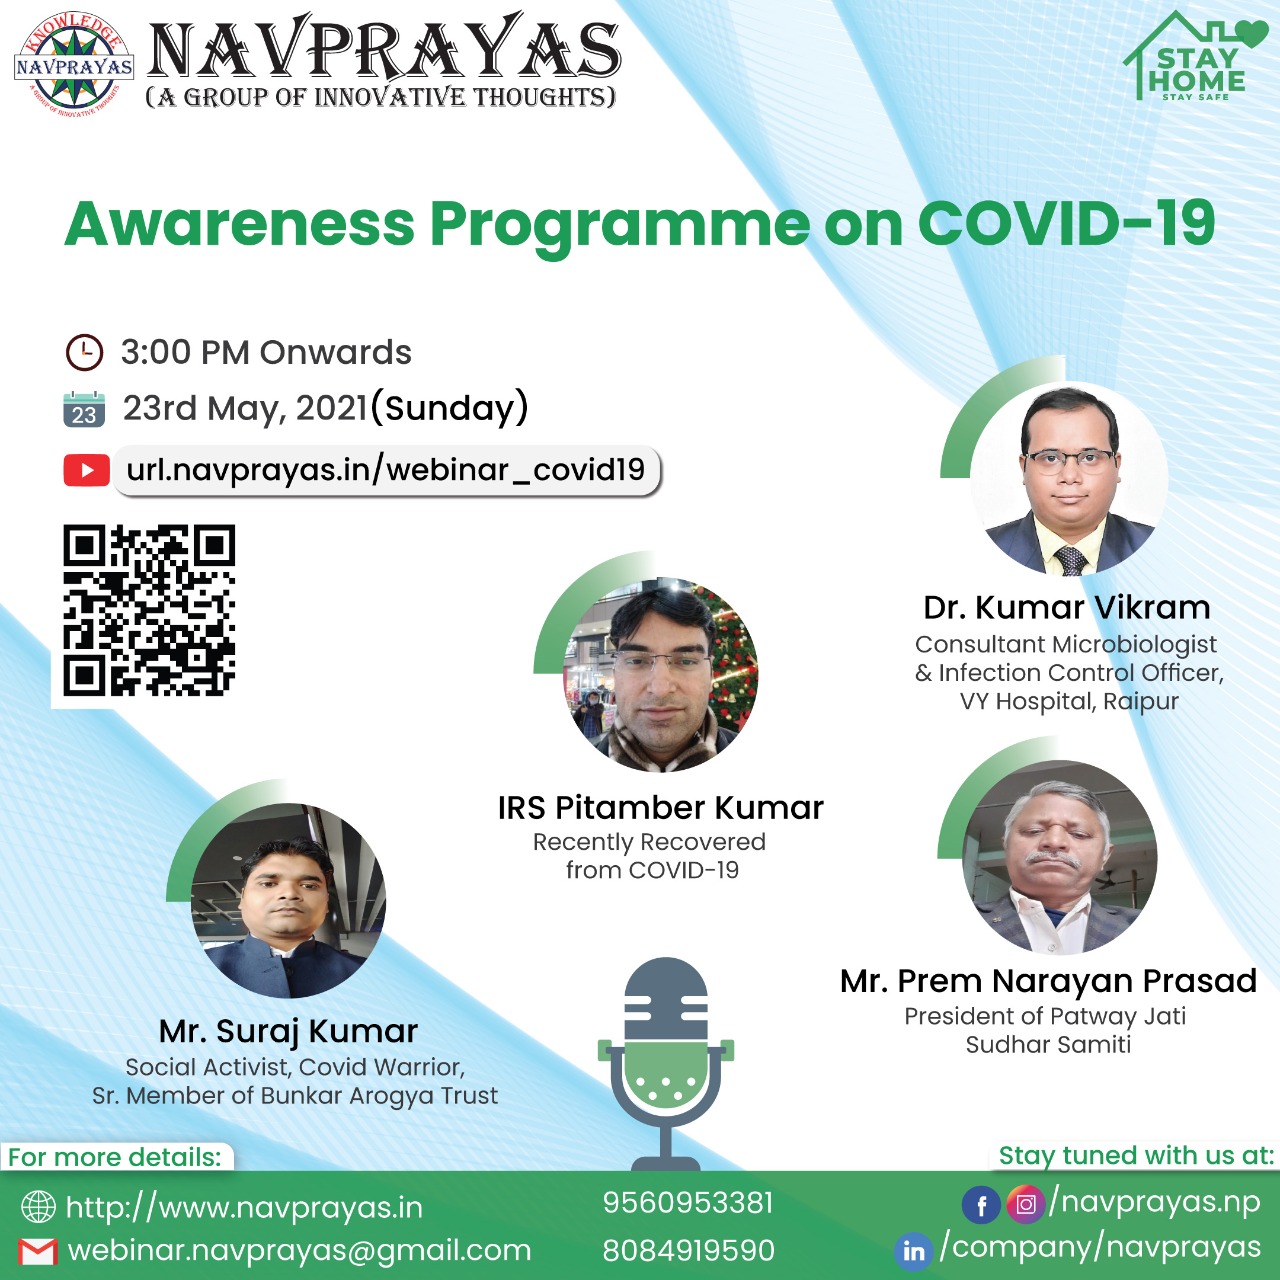 KNOWLEDGE
NAVPRAYAS
A GROUP OF INNOVATIVE THOUGHTS
NAVPRAYAS
(A GROUP OF INNOVATIVE THOUGHTS)
STAY
HOME
STAY SAFE
Awareness Programme on COVID-19
3:00 PM Onwards
23
23rd May, 2021(Sunday)
url.navprayas.in/webinar_covid19
Dr. Kumar Vikram
Consultant Microbiologist
& Infection Control Officer,
VY Hospital, Raipur
IRS Pitamber Kumar
Recently Recovered
from COVID-19
Mr. Prem Narayan Prasad
President of Patway Jati
Sudhar Samiti
Mr. Suraj Kumar
Social Activist, Covid Warrior,
Sr. Member of Bunkar Arogya Trust
For more details:
http://www.navprayas.in
webinar.navprayas@gmail.com
9560953381
8084919590
Stay tuned with us at:
/navprayas.np
/company/navprayas